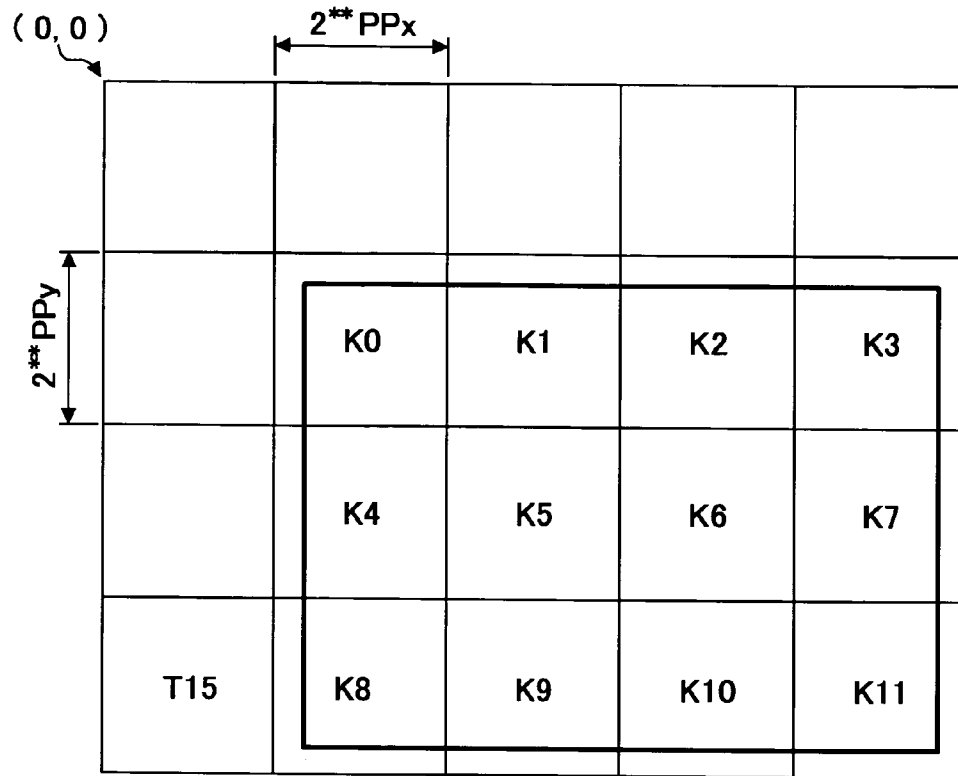 ( 0, 0 )
2** PPx
2** PPy
K0 K1 K2 K3
K4 K5 K6 K7
T15 K8 K9 K10 K11